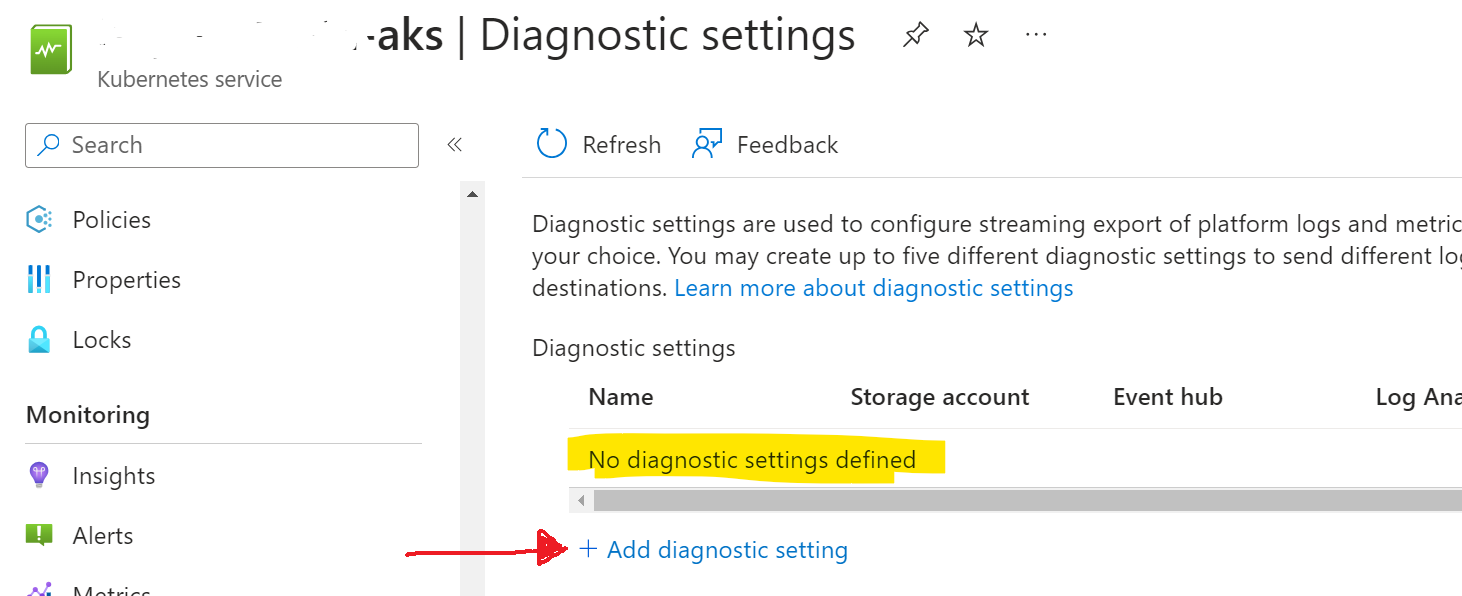 -aks | Diagnostic settings
Kubernetes service
Search
Policies
Properties
Locks
Monitoring
Insights
Alerts
Metrics
Refresh
Feedback
Diagnostic settings are used to configure streaming export of platform logs and metric
your choice. You may create up to five different diagnostic settings to send different log
destinations. Learn more about diagnostic settings
Diagnostic settings
Name Storage account Event hub Log Ana
No diagnostic settings defined
+ Add diagnostic setting